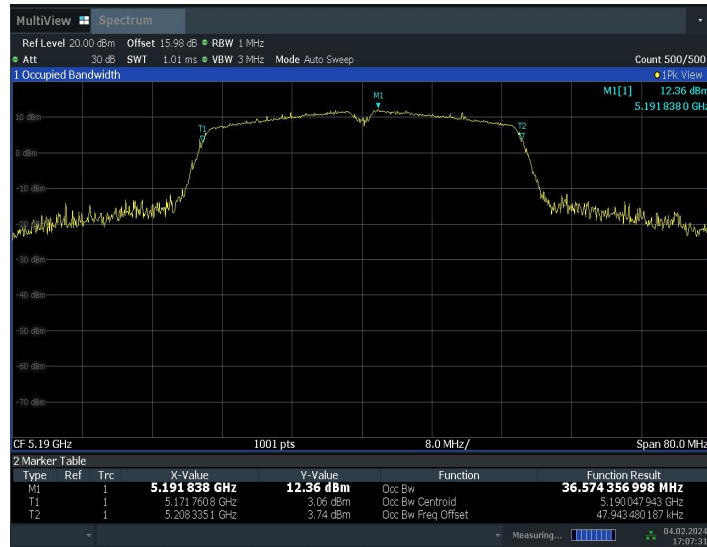 MultiView Spectrum
Ref Level 20.00 dBm Offset 15.98 dB RBW 1 MHz
Att 30 dB SWT 1.01 ms VBW 3 MHz Mode Auto Sweep Count 500/500
1 Occupied Bandwidth 1Pk View
M1[1] 12.36 dBm
5.191 838 0 GHz
M1
10 dBm
T1
T2
0 dBm
-10 dBm
-20 dBm
-30 dBm
-40 dBm
-50 dBm
-60 dBm
-70 dBm
CF 5.19 GHz 1001 pts 8.0 MHz/ Span 80.0 MHz
2 Marker Table
Type Ref Trc X-Value Y-Value Function Function Result
M1 1 5.191 838 GHz 12.36 dBm Occ Bw 36.574 356 998 MHz
T1 1 5.171 760 8 GHz 3.06 dBm Occ Bw Centroid 5.190 047 943 GHz
T2 1 5.208 335 1 GHz 3.74 dBm Occ Bw Freq Offset 47.943 480 187 kHz
Measuring... 04.02.2024
17:07:31